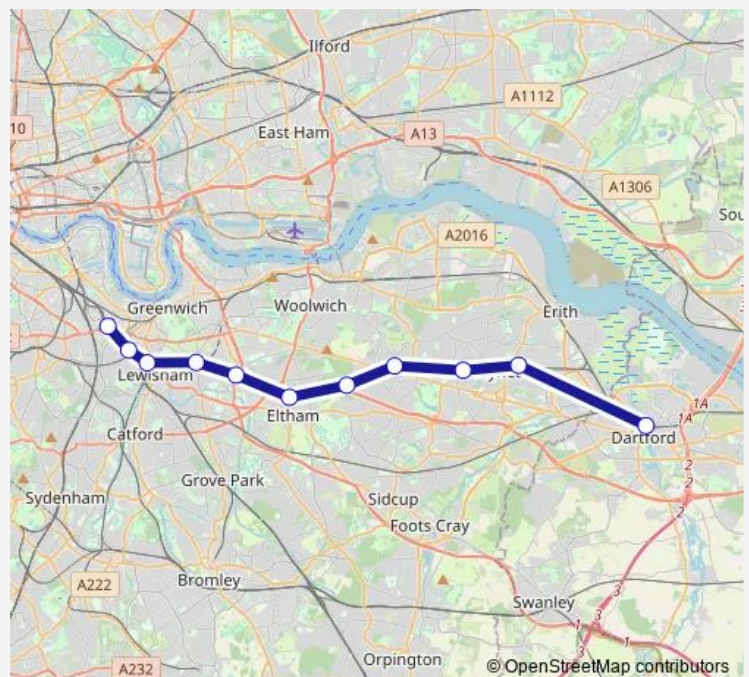 Ilford
A1112
10
East Ham
A13
A1306
Sou
A2016
Greenwich
Woolwich
Erith
Lewisham
Eltham
1A
1A
Dartford
Catford
2
2
2
Grove Park
Sydenham
Sidcup
Foots Cray
A222
Bromley
Swanley
3
3
1
1
3
Orpington
A232
© OpenStreetMap contributors